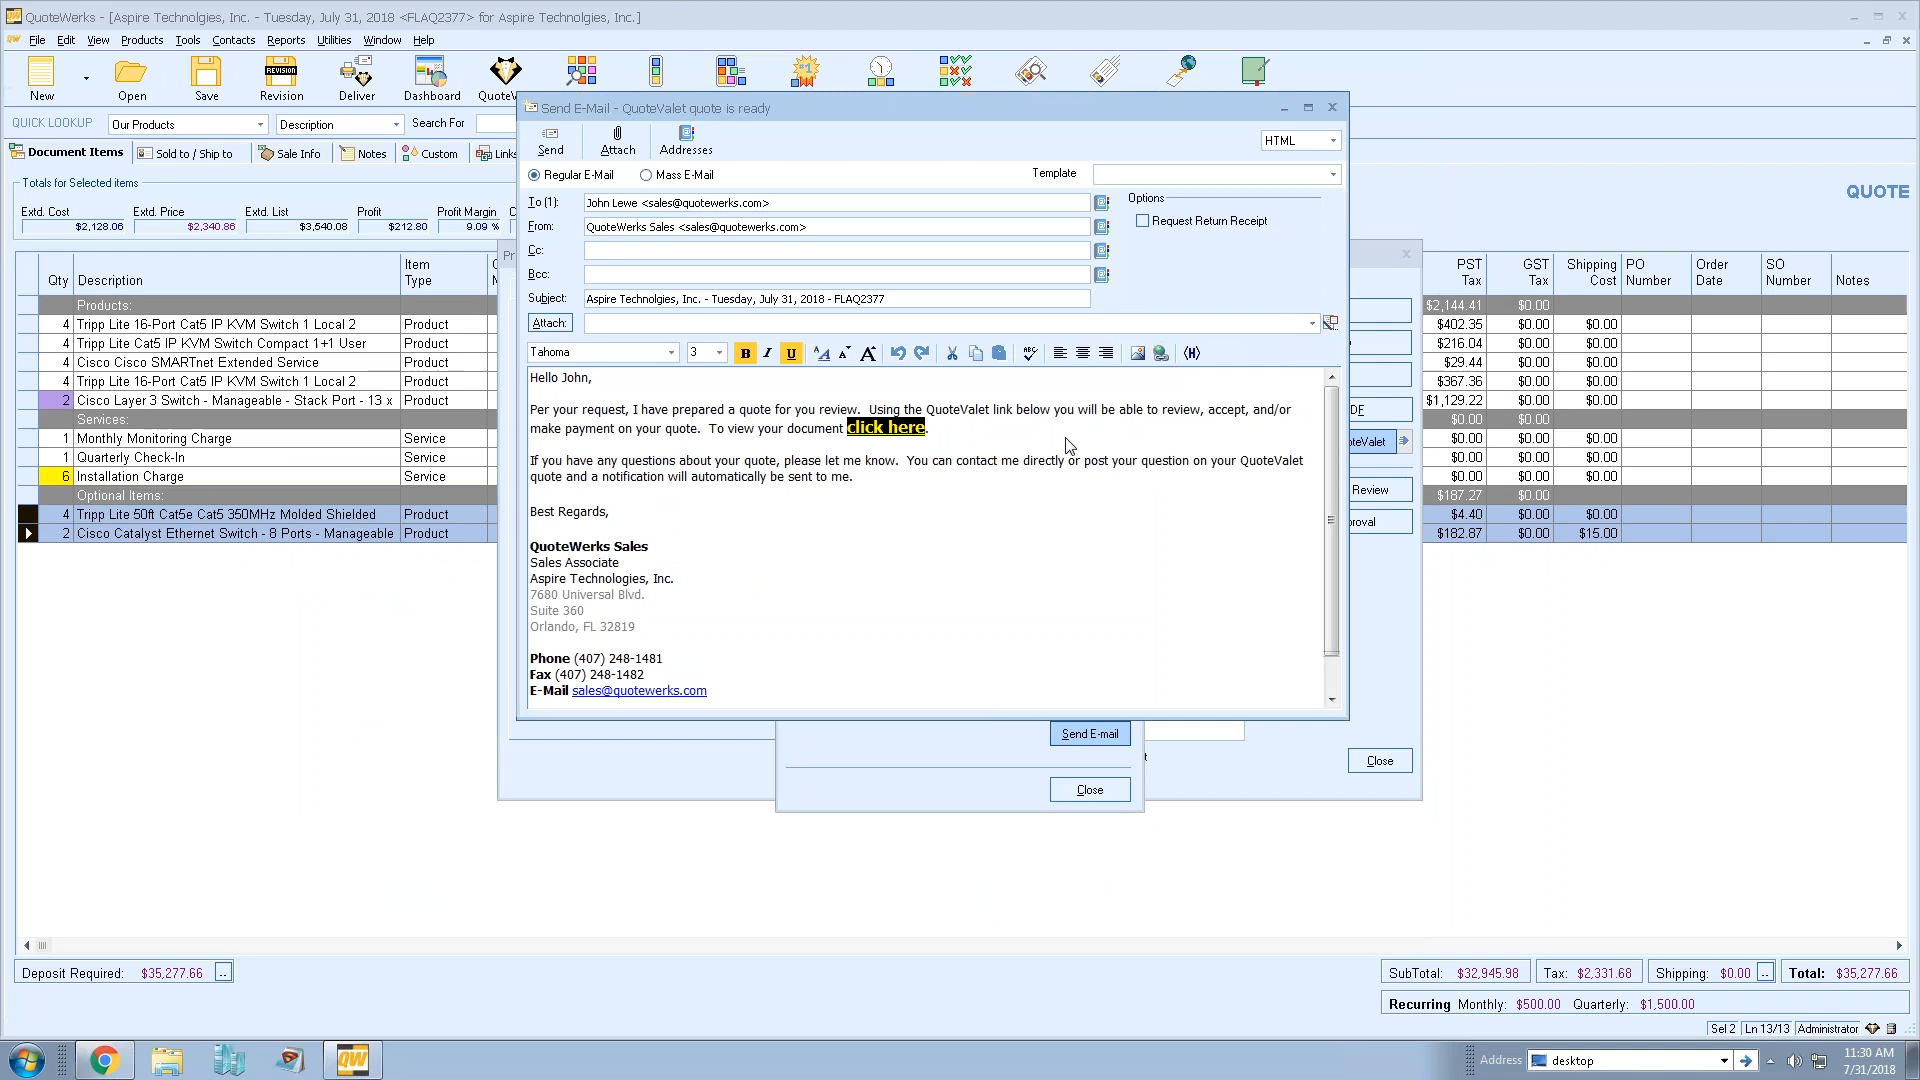 QuoteWerks - [Aspire Technolgies, Inc. - Tuesday, July 31, 2018 <FLAQ2377> for Aspire Technolgies, Inc.]
File Edit View Products Tools Contacts Reports Utilities Window Help
New Open Save Revision Deliver Dashboard QuoteV
REVISION
#1
QUICK LOOKUP Our Products Description Search For
Document Items Sold to / Ship to Sale Info Notes Custom Links
Totals for Selected items
Extd. Cost Extd. Price Extd. List Profit Profit Margin
$2,128.06 $2,340.86 $3,540.08 $212.80 9.09 %
QUOTE
Qty Description Item Type
PST Tax GST Tax Shipping Cost PO Number Order Date SO Number Notes
Products: $2,144.41 $0.00
4 Tripp Lite 16-Port Cat5 IP KVM Switch 1 Local 2 Product $402.35 $0.00 $0.00
4 Tripp Lite Cat5 IP KVM Switch Compact 1+1 User Product $216.04 $0.00 $0.00
4 Cisco Cisco SMARTnet Extended Service Product $29.44 $0.00 $0.00
4 Tripp Lite 16-Port Cat5 IP KVM Switch 1 Local 2 Product $367.36 $0.00 $0.00
2 Cisco Layer 3 Switch - Manageable - Stack Port - 13 x Product $1,129.22 $0.00 $0.00
Services: $0.00 $0.00
1 Monthly Monitoring Charge Service $0.00 $0.00 $0.00
1 Quarterly Check-In Service $0.00 $0.00 $0.00
6 Installation Charge Service $0.00 $0.00 $0.00
Optional Items: $187.27 $0.00
4 Tripp Lite 50ft Cat5e Cat5 350MHz Molded Shielded Product $4.40 $0.00 $0.00
2 Cisco Catalyst Ethernet Switch - 8 Ports - Manageable Product $182.87 $0.00 $15.00
Send E-Mail - QuoteValet quote is ready
Send Attach Addresses HTML
Regular E-Mail Mass E-Mail Template
To (1): John Lewe <sales@quotewerks.com> Options
From: QuoteWerks Sales <sales@quotewerks.com> Request Return Receipt
Cc:
Bcc:
Subject: Aspire Technolgies, Inc. - Tuesday, July 31, 2018 - FLAQ2377
Attach:
Tahoma 3 B I U
Hello John,
Per your request, I have prepared a quote for you review. Using the QuoteValet link below you will be able to review, accept, and/or
make payment on your quote. To view your document click here.
If you have any questions about your quote, please let me know. You can contact me directly or post your question on your QuoteValet
quote and a notification will automatically be sent to me.
Best Regards,
QuoteWerks Sales
Sales Associate
Aspire Technologies, Inc.
7680 Universal Blvd.
Suite 360
Orlando, FL 32819
Phone (407) 248-1481
Fax (407) 248-1482
E-Mail sales@quotewerks.com
DF
oteValet
Review
roval
Send E-mail
Close
Close
Deposit Required: $35,277.66 ..
SubTotal: $32,945.98 Tax: $2,331.68 Shipping: $0.00 .. Total: $35,277.66
Recurring Monthly: $500.00 Quarterly: $1,500.00
Sel 2 Ln 13/13 Administrator
QW
Address desktop
11:30 AM
7/31/2018